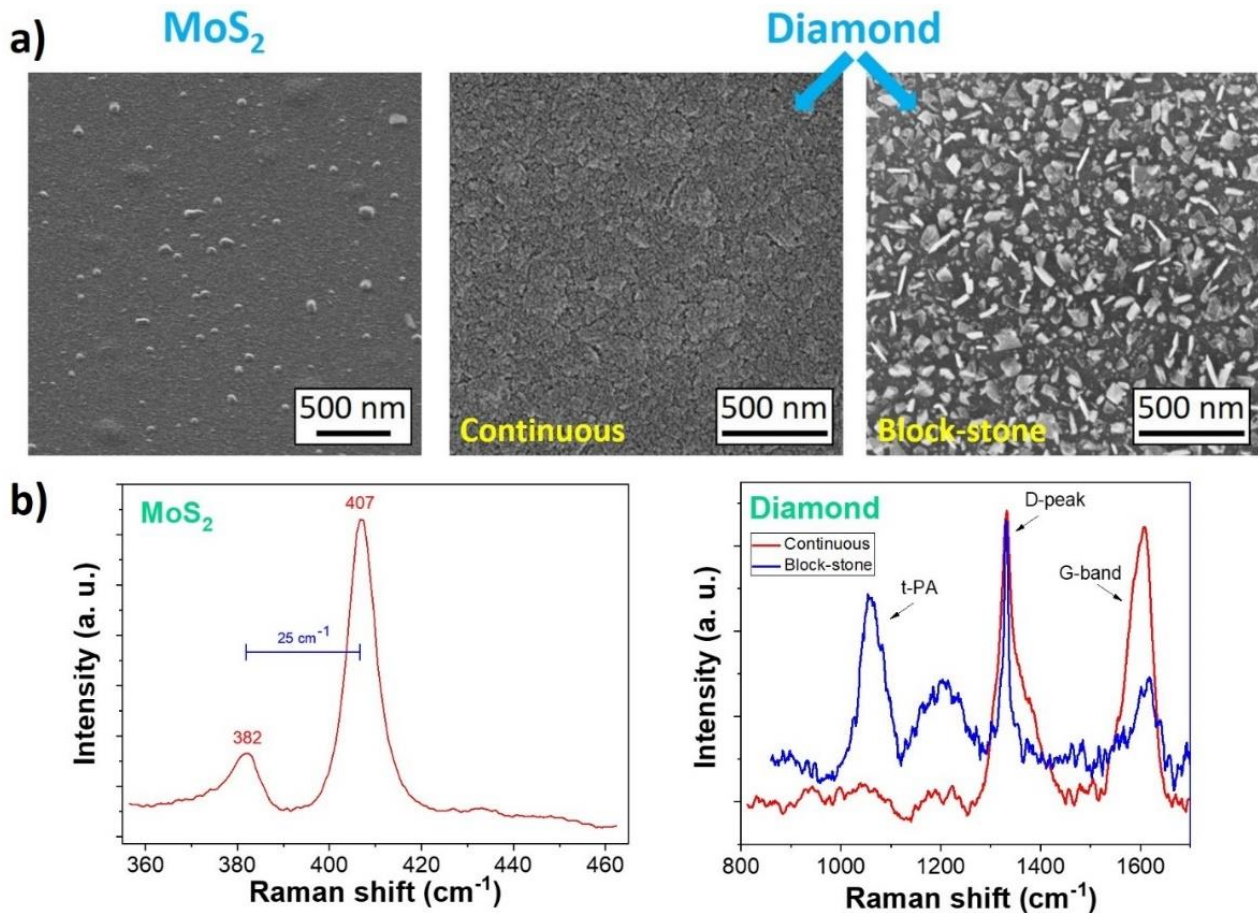 a)
MoS₂
Diamond
500 nm
Continuous
500 nm
Block-stone
500 nm
b)
MoS₂
407
382
25 cm⁻¹
Intensity (a. u.)
360 380 400 420 440 460
Raman shift (cm⁻¹)
Diamond
Continuous
Block-stone
D-peak
t-PA
G-band
Intensity (a. u.)
800 1000 1200 1400 1600
Raman shift (cm⁻¹)